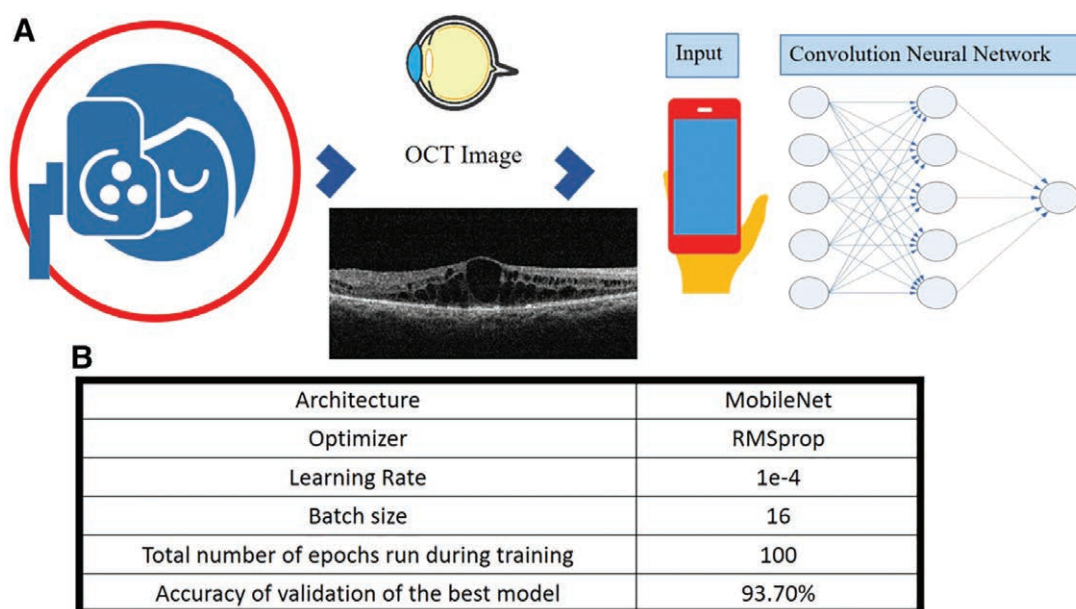 A
OCT Image
Input
Convolution Neural Network
B
Architecture MobileNet
Optimizer RMSprop
Learning Rate 1e-4
Batch size 16
Total number of epochs run during training 100
Accuracy of validation of the best model 93.70%